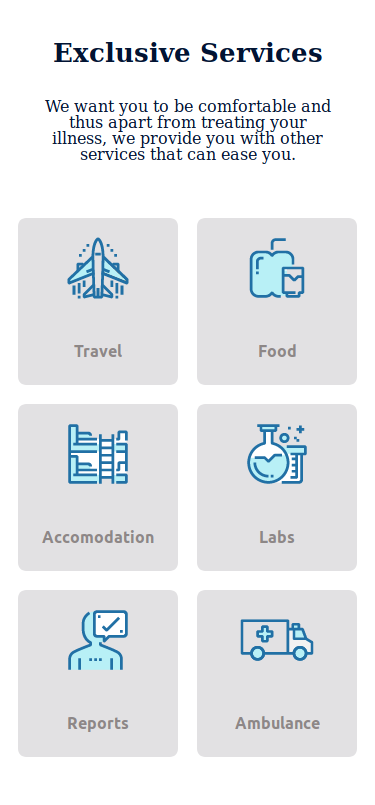 Exclusive Services
We want you to be comfortable and
thus apart from treating your
illness, we provide you with other
services that can ease you.
Travel
Food
Accomodation
Labs
Reports
Ambulance